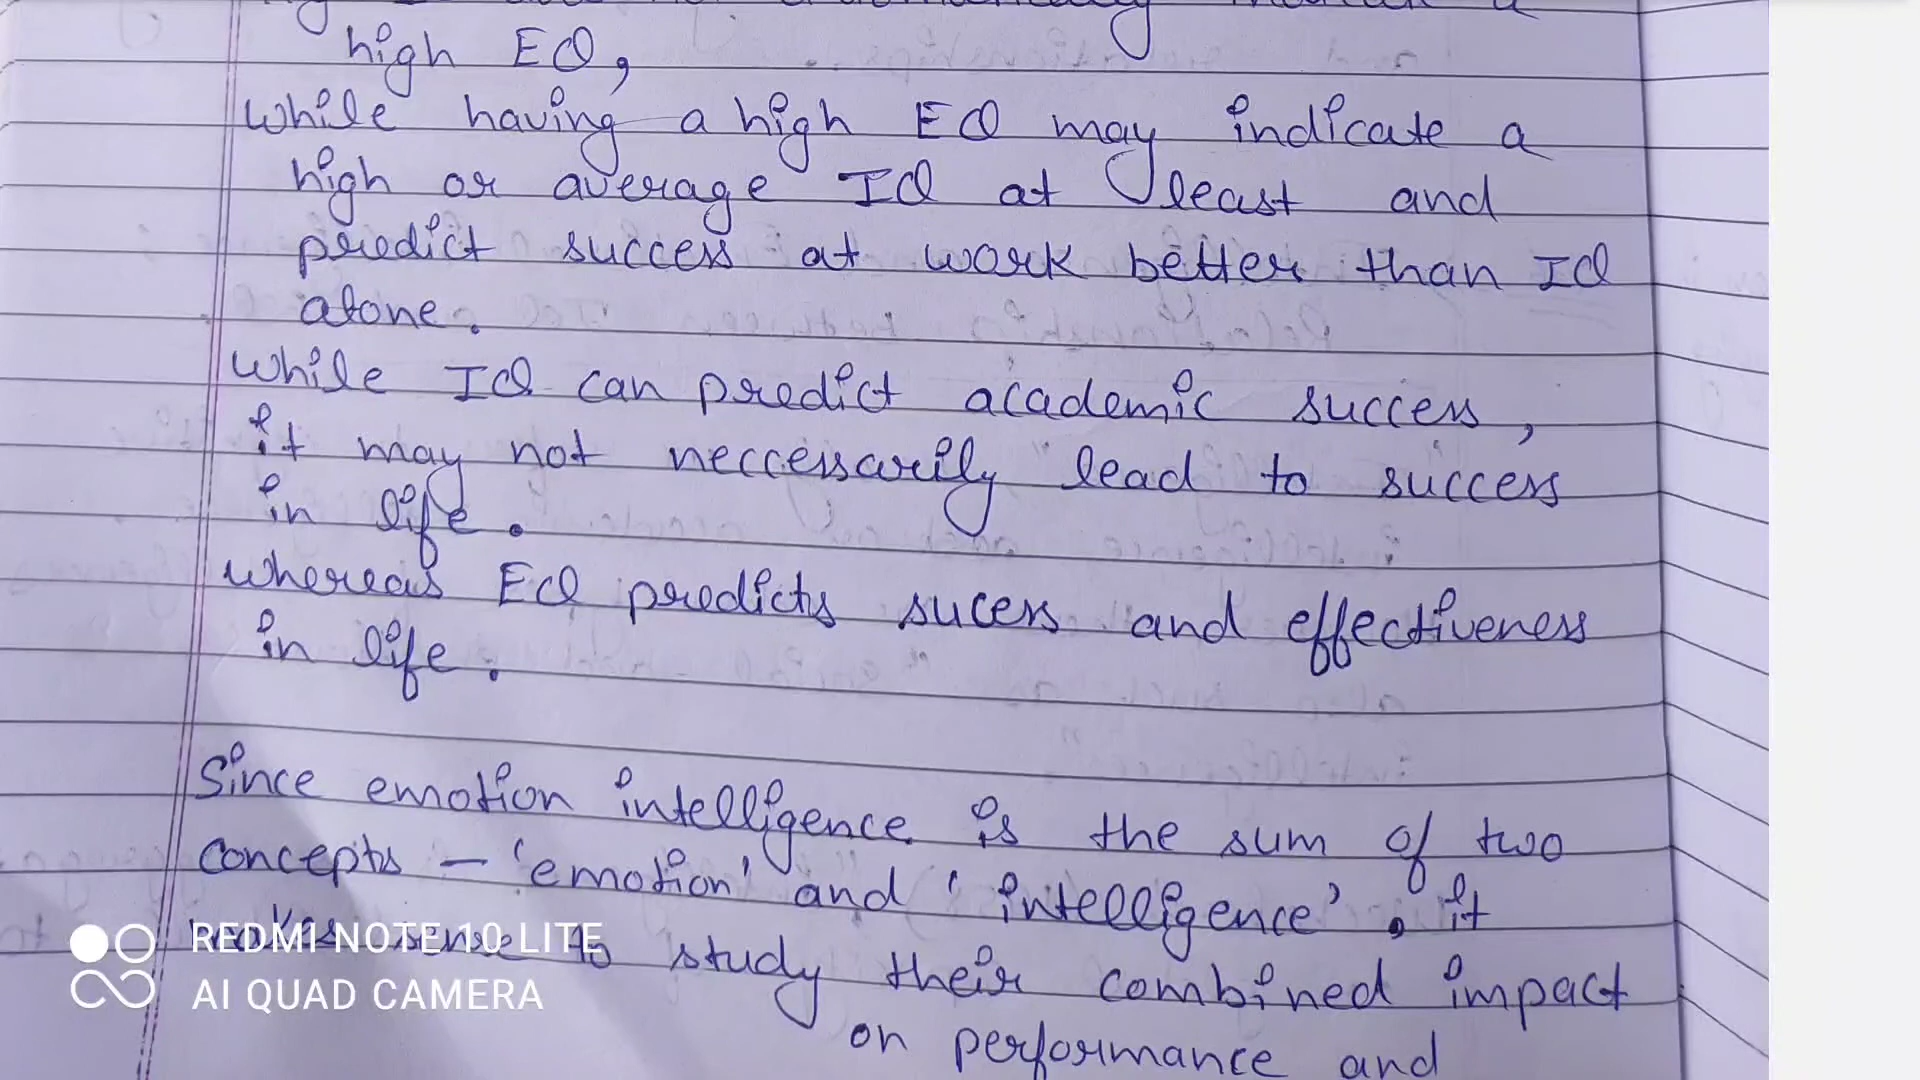 high EQ,
while having a high EQ may indicate a
high or average IQ at least and
predict success at work better than IQ
alone.
while IQ can predict academic success,
it may not neccessarily lead to success
in life.
whereas EQ predicts sucess and effectiveness
in life.
Since emotion intelligence is the sum of two
concepts – 'emotion' and 'intelligence', it
makes sense to study their combined impact
on performance and
REDMI NOTE 10 LITE
AI QUAD CAMERA